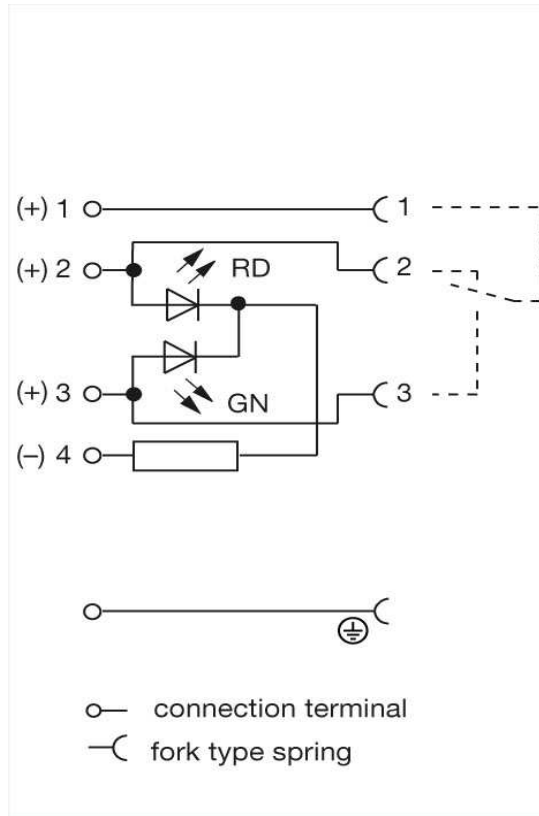 (+) 1 1
(+) 2 RD 2
(+) 3 GN 3
(–) 4
connection terminal
fork type spring